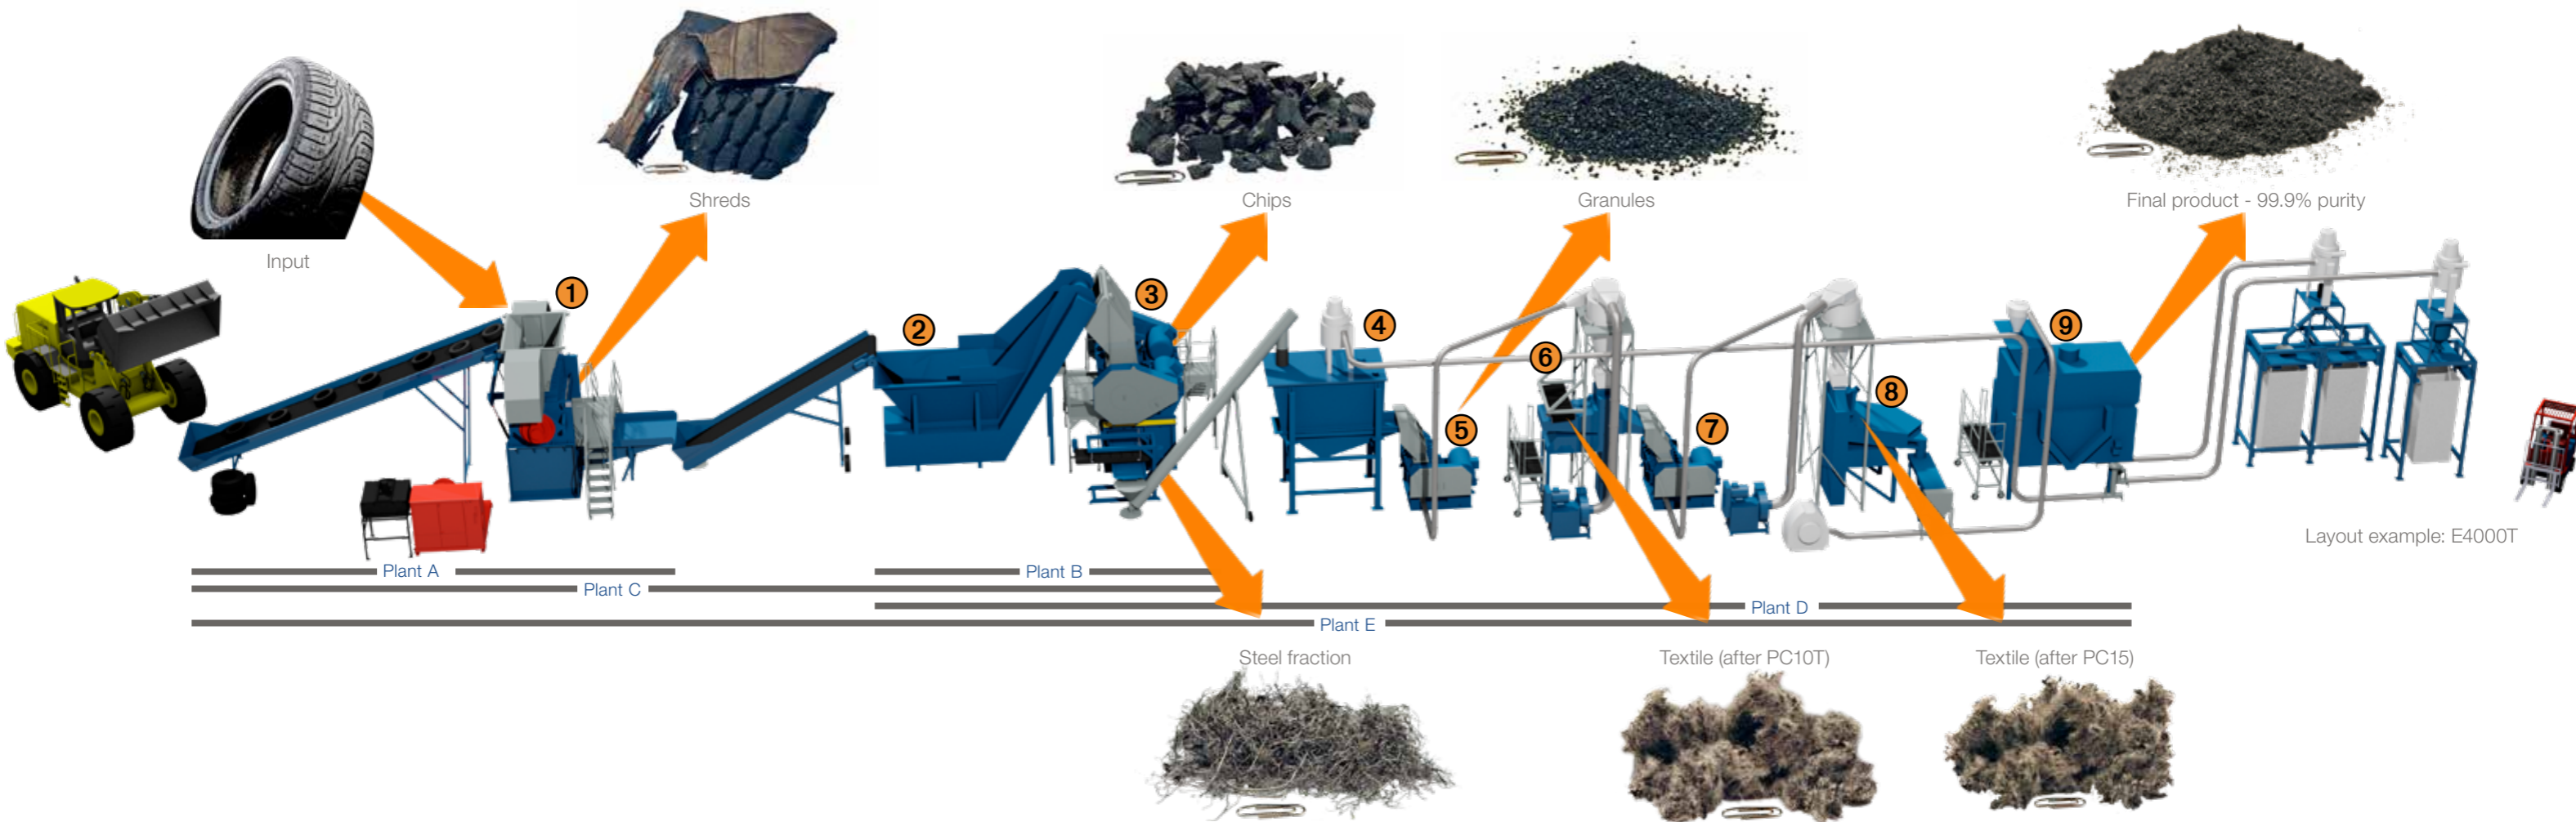 Input
Shreds
Chips
Granules
Final product - 99.9% purity
1
2
3
4
5
6
7
8
9
Layout example: E4000T
Plant A
Plant B
Plant C
Plant D
Plant E
Steel fraction
Textile (after PC10T)
Textile (after PC15)